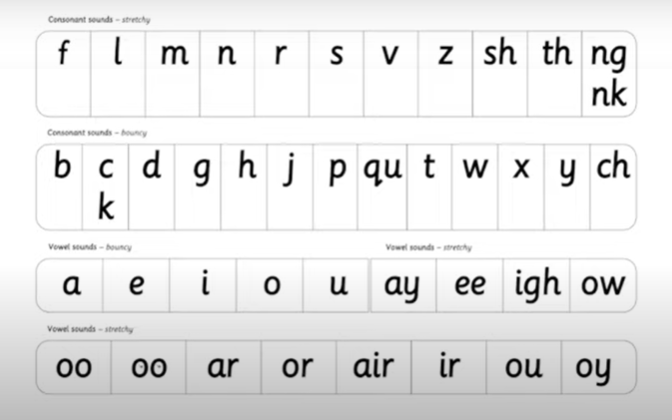 Consonant sounds – stretchy
f l m n r s v z sh th ng
nk
Consonant sounds – bouncy
b c d g h j p qu t w x y ch
k
Vowel sounds – bouncy Vowel sounds – stretchy
a e i o u ay ee igh ow
Vowel sounds – stretchy
oo oo ar or air ir ou oy